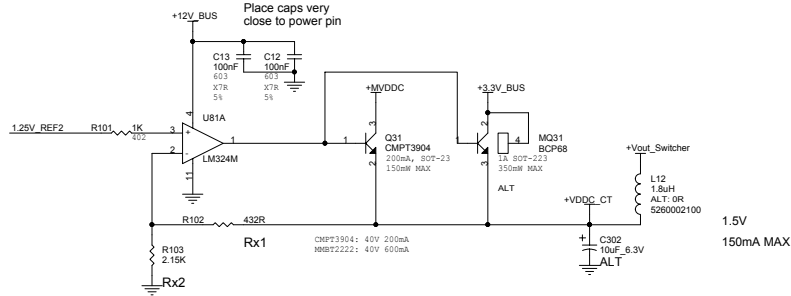 Place caps very
close to power pin
+12V_BUS
C13
100nF
603
X7R
5%
C12
100nF
603
X7R
5%
+MVDDC
+3.3V_BUS
1.25V_REF2
R101
1K
402
U81A
4
3
+
2
-
1
11
LM324M
1
3
2
Q31
CMPT3904
200mA, SOT-23
150mW MAX
1
2
3
4
MQ31
BCP68
1A SOT-223
350mW MAX
ALT
+Vout_Switcher
L12
1.8uH
ALT: 0R
5260002100
+VDDC_CT
R102
432R
Rx1
CMPT3904: 40V 200mA
MMBT2222: 40V 600mA
R103
2.15K
Rx2
+
C302
10uF_6.3V
ALT
1.5V
150mA MAX